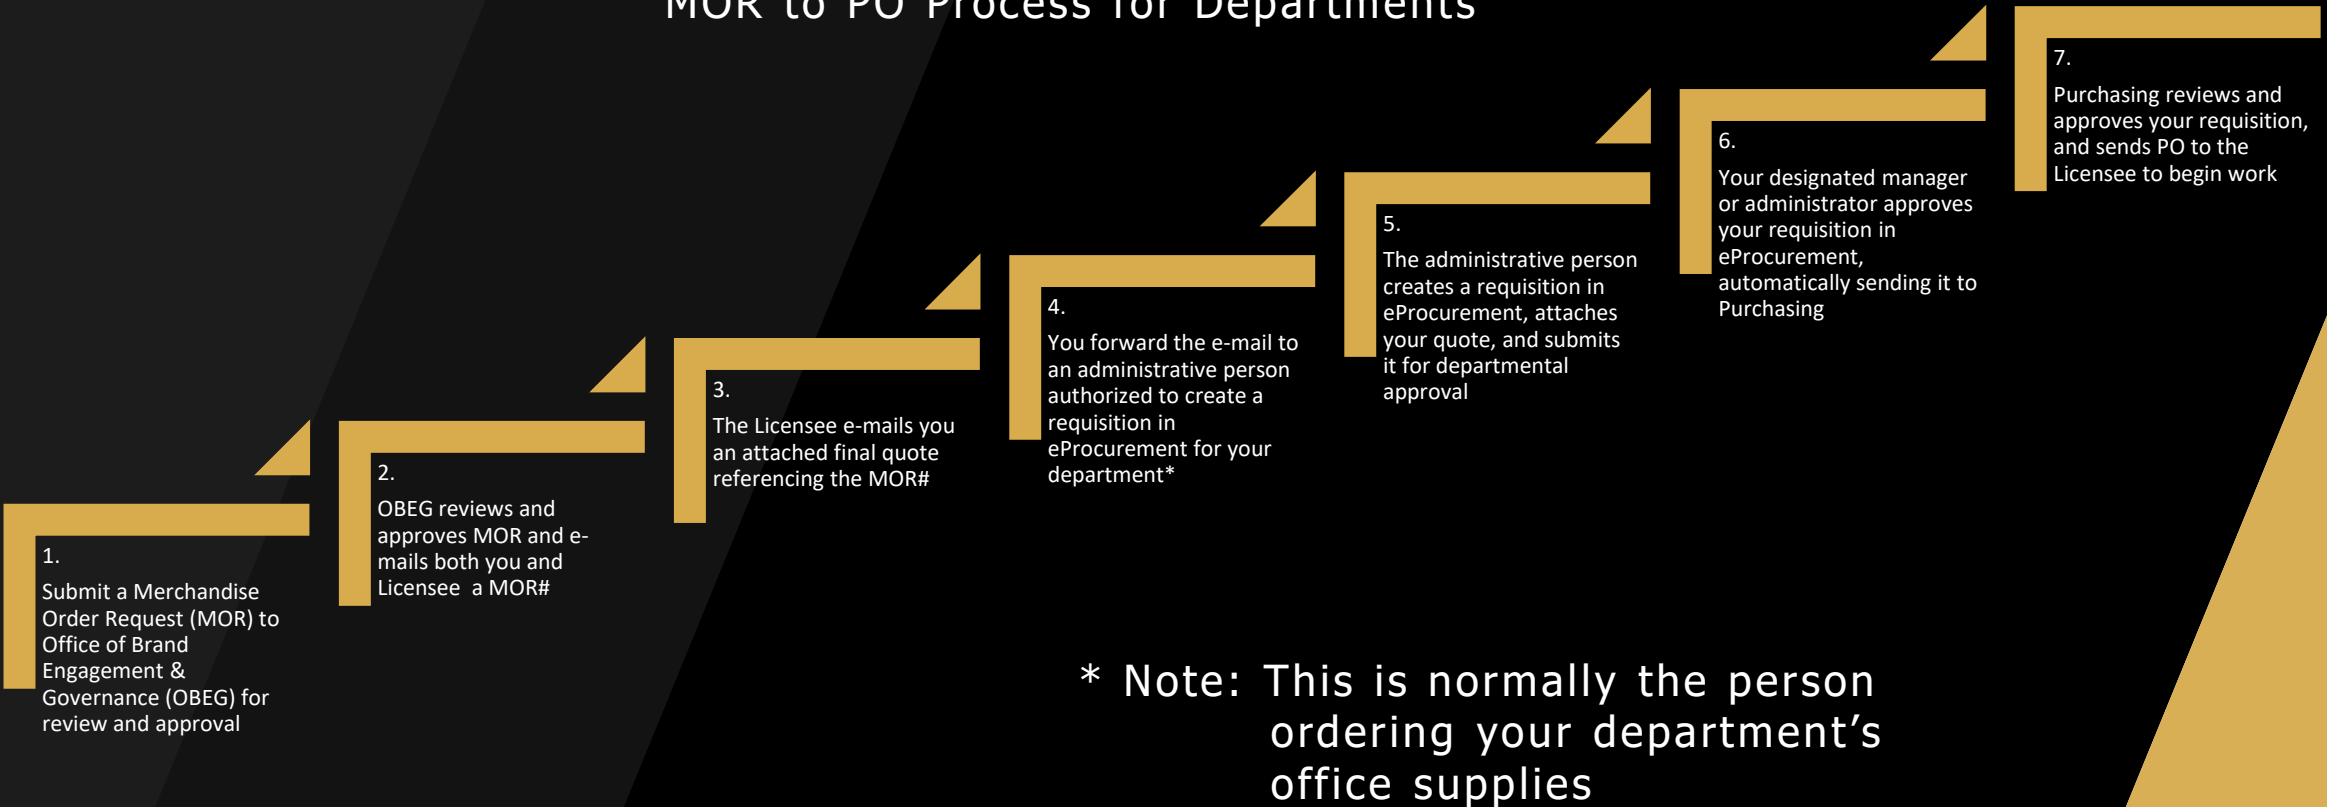 MOR to PO Process for Departments
1.
Submit a Merchandise
Order Request (MOR) to
Office of Brand
Engagement &
Governance (OBEG) for
review and approval
2.
OBEG reviews and
approves MOR and e-
mails both you and
Licensee  a MOR#
3.
The Licensee e-mails you
an attached final quote
referencing the MOR#
4.
You forward the e-mail to
an administrative person
authorized to create a
requisition in
eProcurement for your
department*
5.
The administrative person
creates a requisition in
eProcurement, attaches
your quote, and submits
it for departmental
approval
6.
Your designated manager
or administrator approves
your requisition in
eProcurement,
automatically sending it to
Purchasing
7.
Purchasing reviews and
approves your requisition,
and sends PO to the
Licensee to begin work
* Note: This is normally the person
ordering your department’s
office supplies